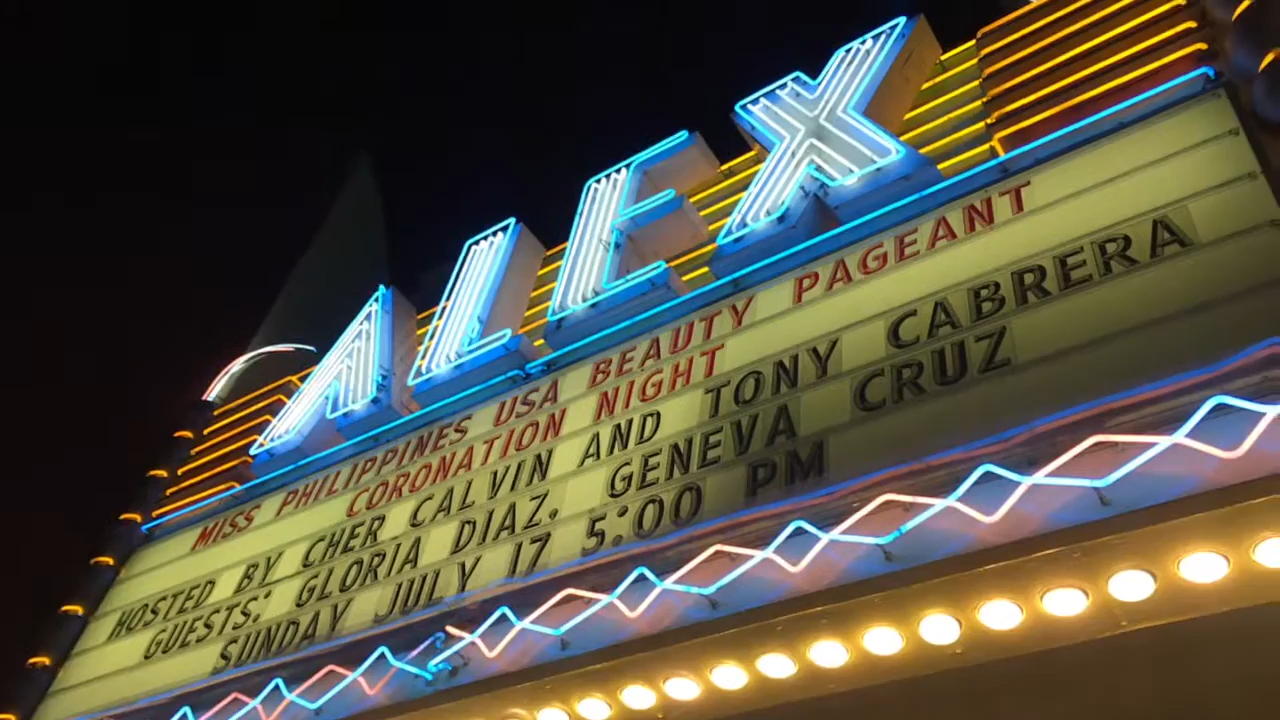 ALEX
MISS PHILIPPINES USA BEAUTY PAGEANT
CORONATION NIGHT
HOSTED BY CHER CALVIN AND TONY CABRERA
GUESTS: GLORIA DIAZ. GENEVA CRUZ
SUNDAY JULY 17 5:00 PM